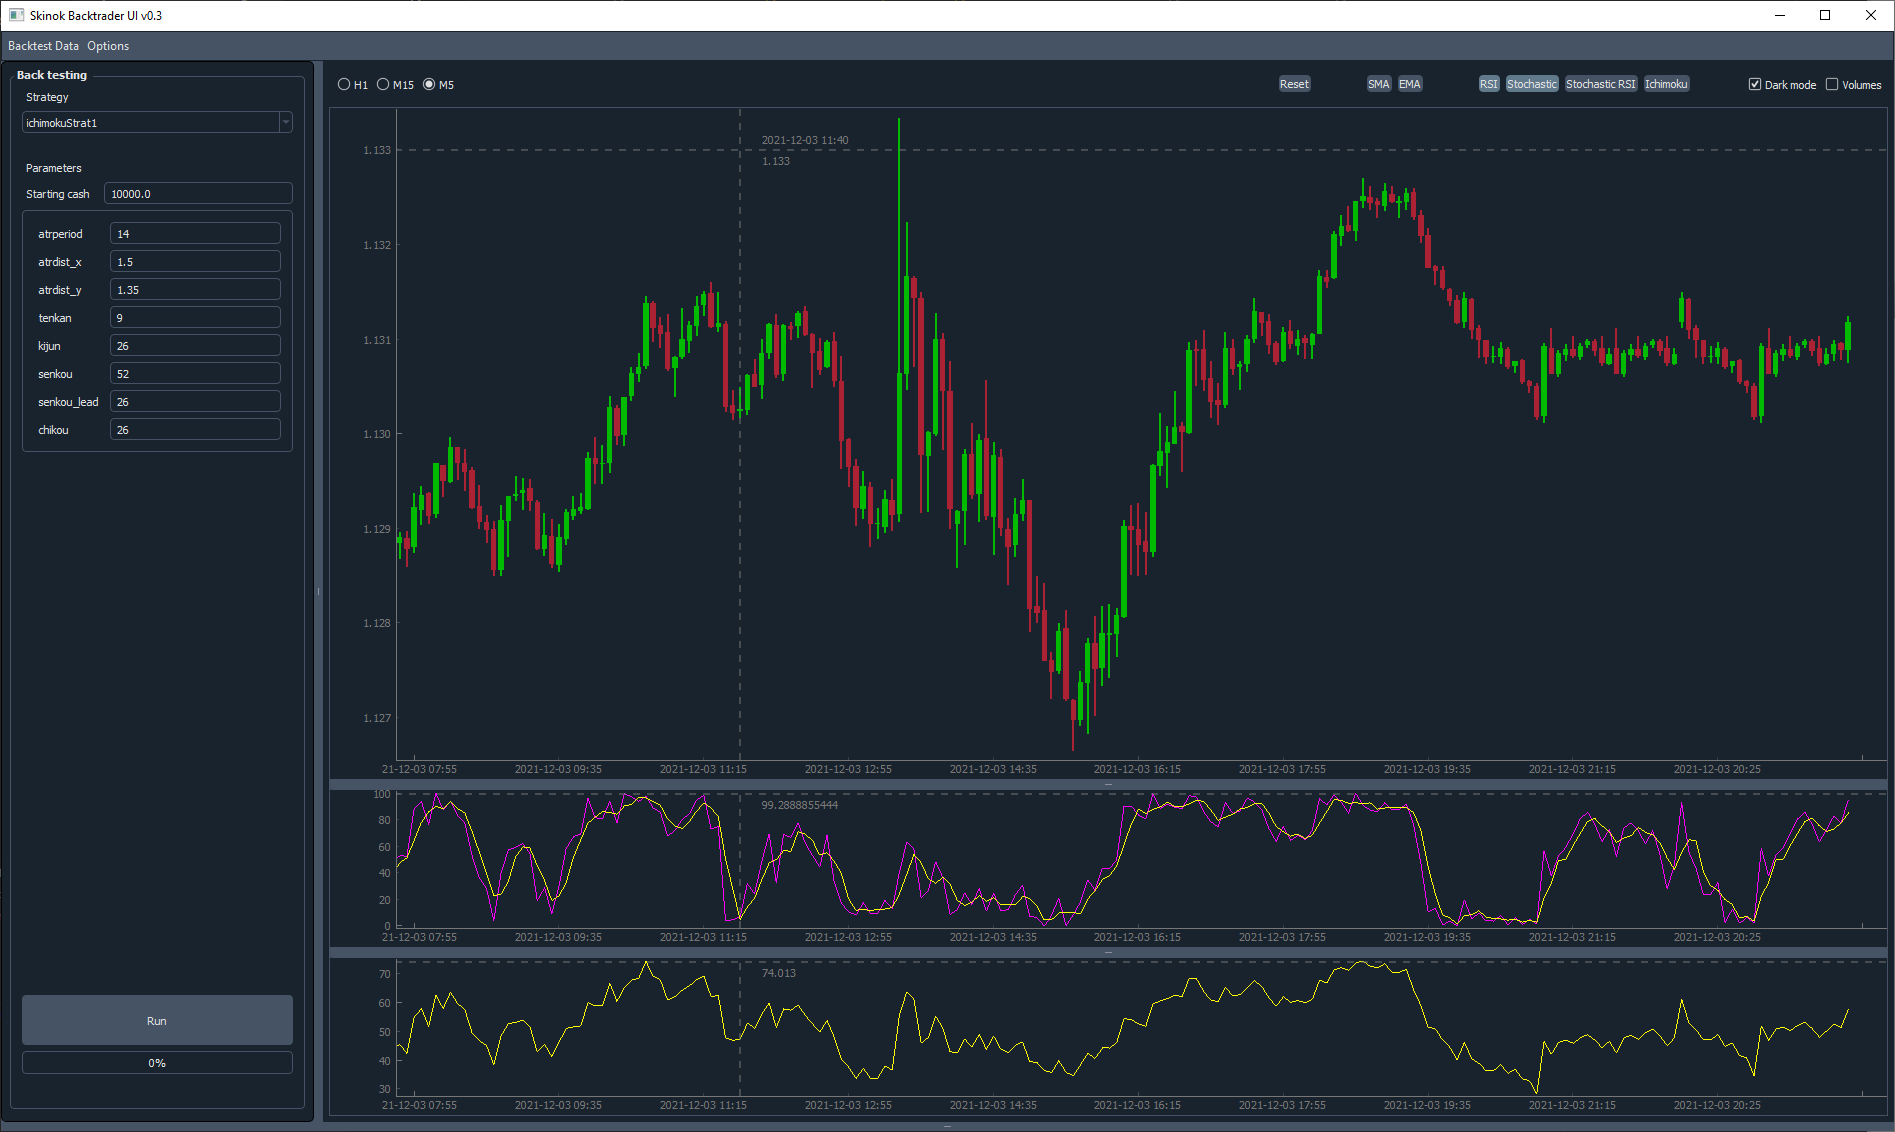 Skinok Backtrader UI v0.3
Backtest Data Options
Back testing
Strategy
ichimokuStrat1
Parameters
Starting cash 10000.0
atrperiod 14
atrdist_x 1.5
atrdist_y 1.35
tenkan 9
kijun 26
senkou 52
senkou_lead 26
chikou 26
Run
0%
H1 M15 M5 Reset SMA EMA RSI Stochastic Stochastic RSI Ichimoku Dark mode Volumes
2021-12-03 11:40
1.133
1.133
1.132
1.131
1.130
1.129
1.128
1.127
21-12-03 07:55 2021-12-03 09:35 2021-12-03 11:15 2021-12-03 12:55 2021-12-03 14:35 2021-12-03 16:15 2021-12-03 17:55 2021-12-03 19:35 2021-12-03 21:15 2021-12-03 20:25
100
99.2888855444
80
60
40
20
0
21-12-03 07:55 2021-12-03 09:35 2021-12-03 11:15 2021-12-03 12:55 2021-12-03 14:35 2021-12-03 16:15 2021-12-03 17:55 2021-12-03 19:35 2021-12-03 21:15 2021-12-03 20:25
74.013
70
60
50
40
30
21-12-03 07:55 2021-12-03 09:35 2021-12-03 11:15 2021-12-03 12:55 2021-12-03 14:35 2021-12-03 16:15 2021-12-03 17:55 2021-12-03 19:35 2021-12-03 21:15 2021-12-03 20:25